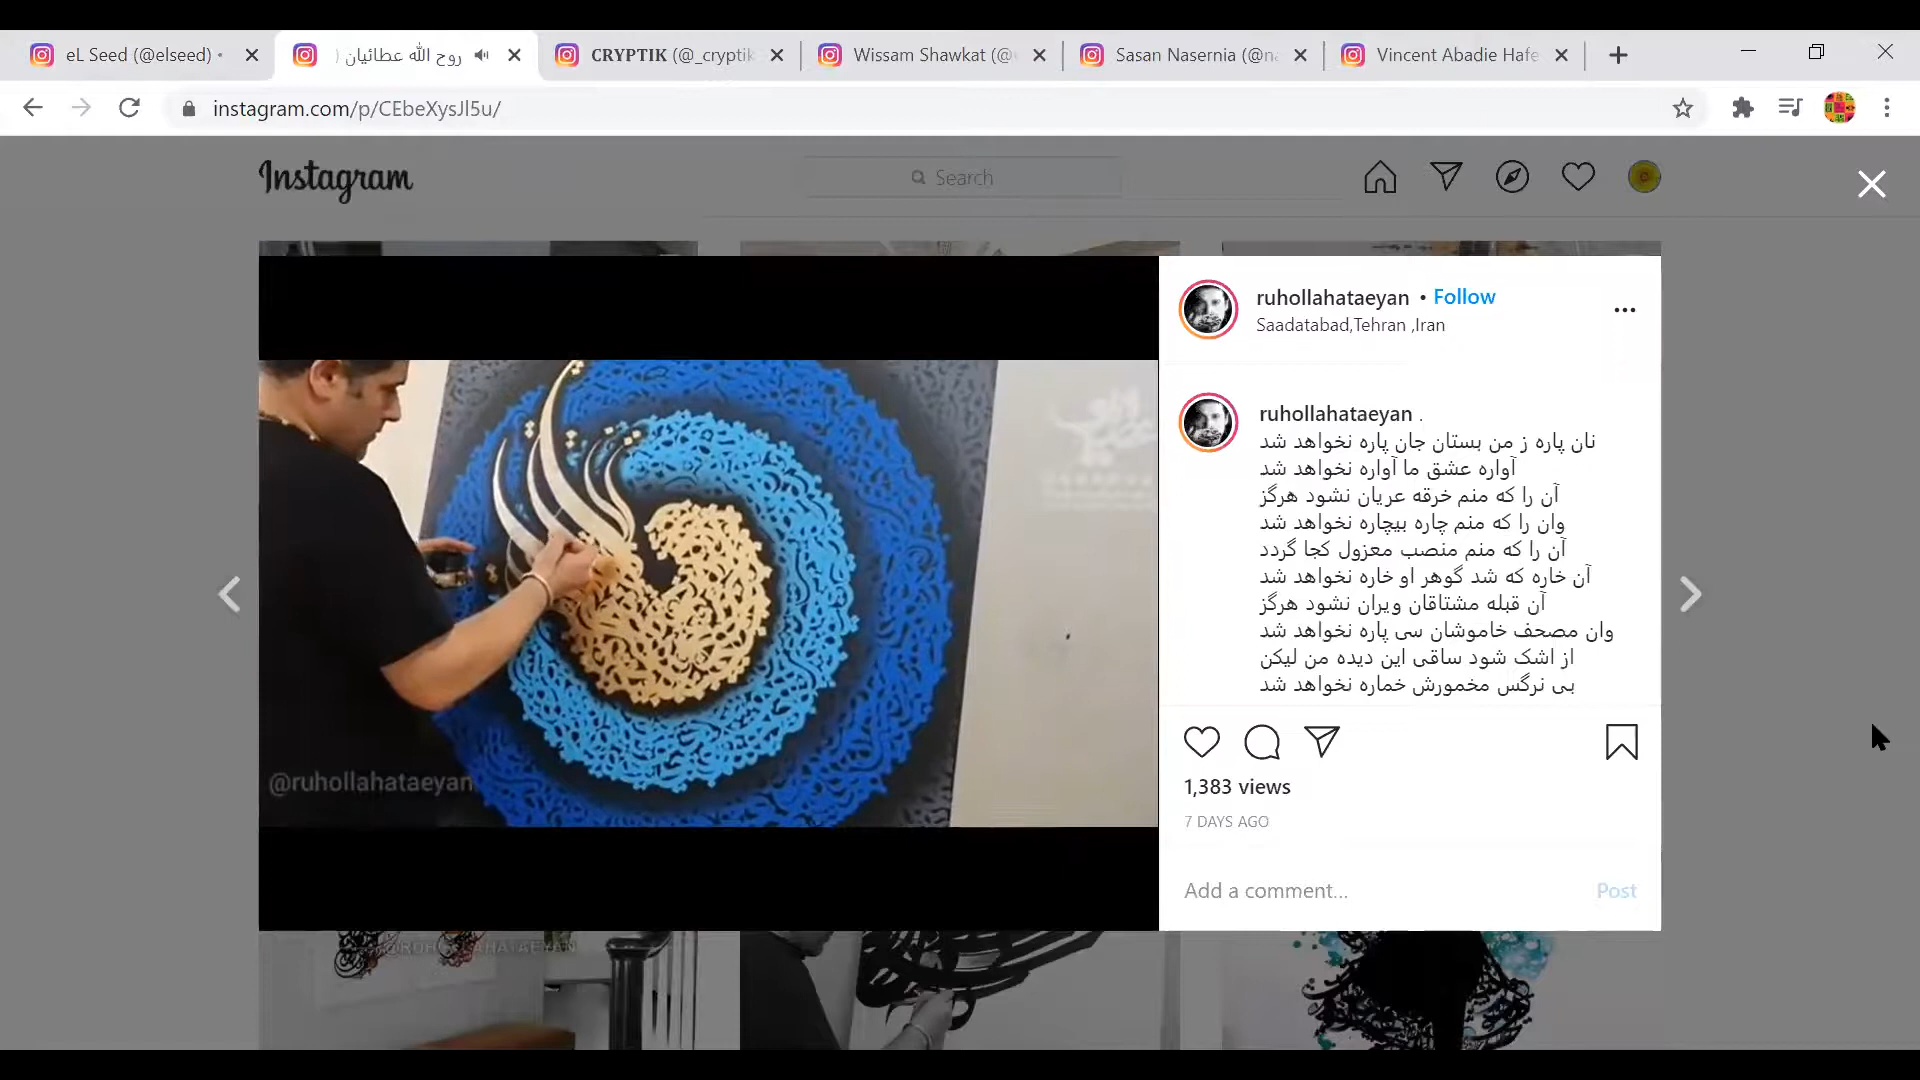 eL Seed (@elseed) •
روح الله عطائیان (
CRYPTIK (@_cryptik
Wissam Shawkat (@
Sasan Nasernia (@na
Vincent Abadie Hafe
instagram.com/p/CEbeXysJl5u/
Instagram
Search
ruhollahataeyan • Follow
Saadatabad,Tehran ,Iran
ruhollahataeyan .
نان پاره ز من بستان جان پاره نخواهد شد
آواره عشق ما آواره نخواهد شد
آن را که منم خرقه عریان نشود هرگز
وان را که منم چاره بیچاره نخواهد شد
آن را که منم منصب معزول کجا گردد
آن خاره که شد گوهر او خاره نخواهد شد
آن قبله مشتاقان ویران نشود هرگز
وان مصحف خاموشان سی پاره نخواهد شد
از اشک شود ساقی این دیده من لیکن
بی نرگس مخمورش خماره نخواهد شد
@ruhollahataeyan
1,383 views
7 DAYS AGO
Add a comment...
Post
@RUHOLLAHATAEYAN